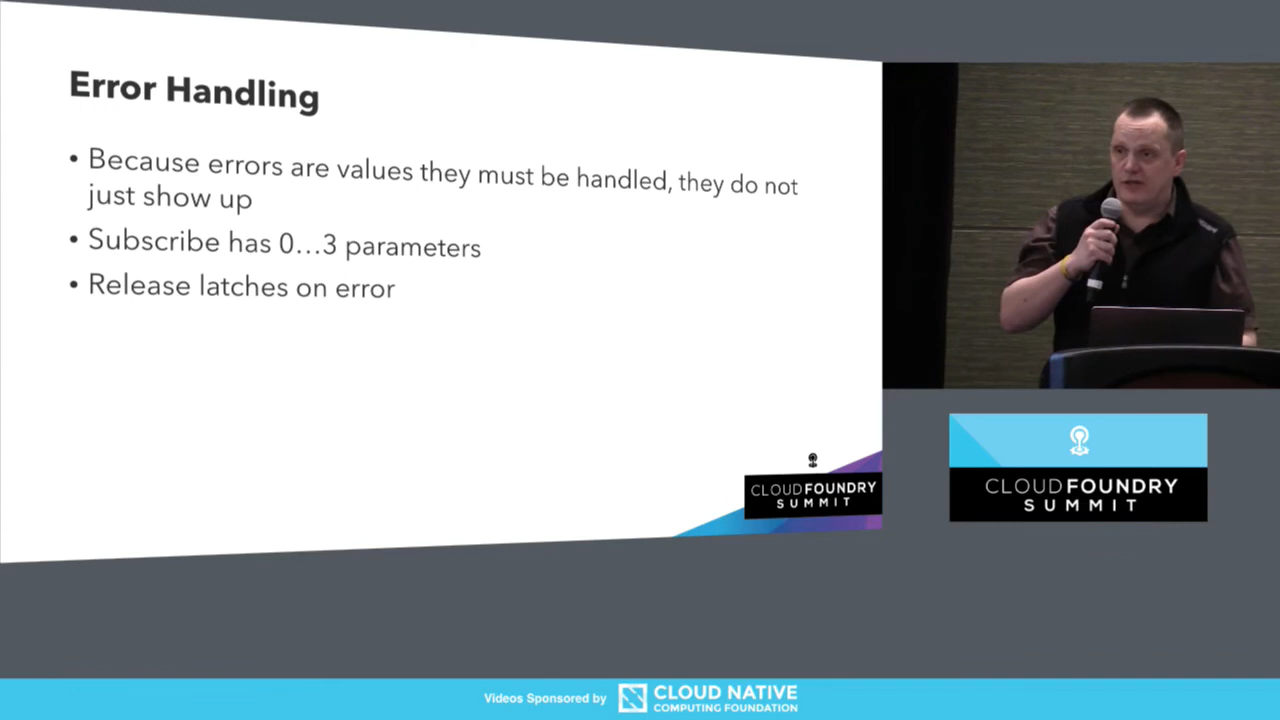 Error Handling
• Because errors are values they must be handled, they do not
just show up
• Subscribe has 0…3 parameters
• Release latches on error
CLOUDFOUNDRY
SUMMIT
CLOUDFOUNDRY
SUMMIT
Videos Sponsored by
CLOUD NATIVE
COMPUTING FOUNDATION